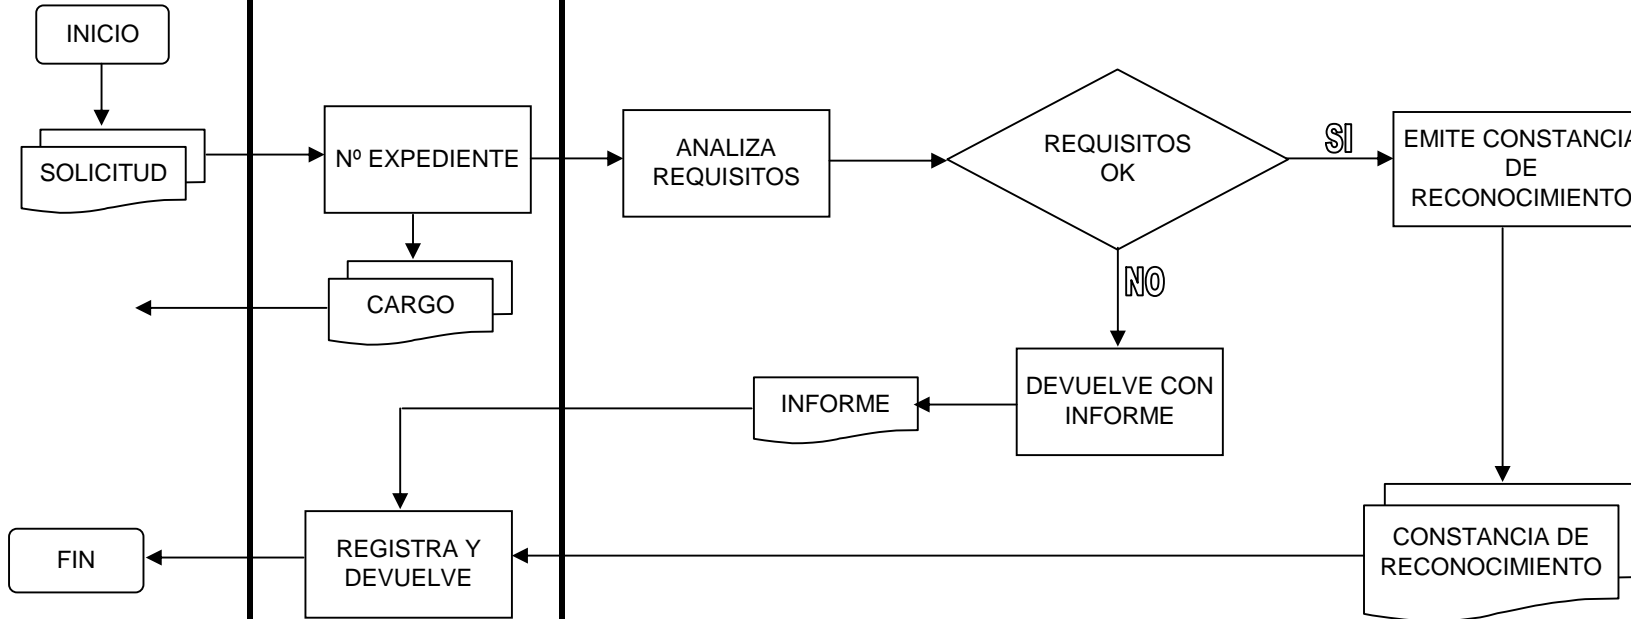 INICIO
SOLICITUD
Nº EXPEDIENTE
CARGO
ANALIZA
REQUISITOS
REQUISITOS
OK
SI
EMITE CONSTANCIA
DE
RECONOCIMIENTO
NO
DEVUELVE CON
INFORME
INFORME
CONSTANCIA DE
RECONOCIMIENTO
REGISTRA Y
DEVUELVE
FIN